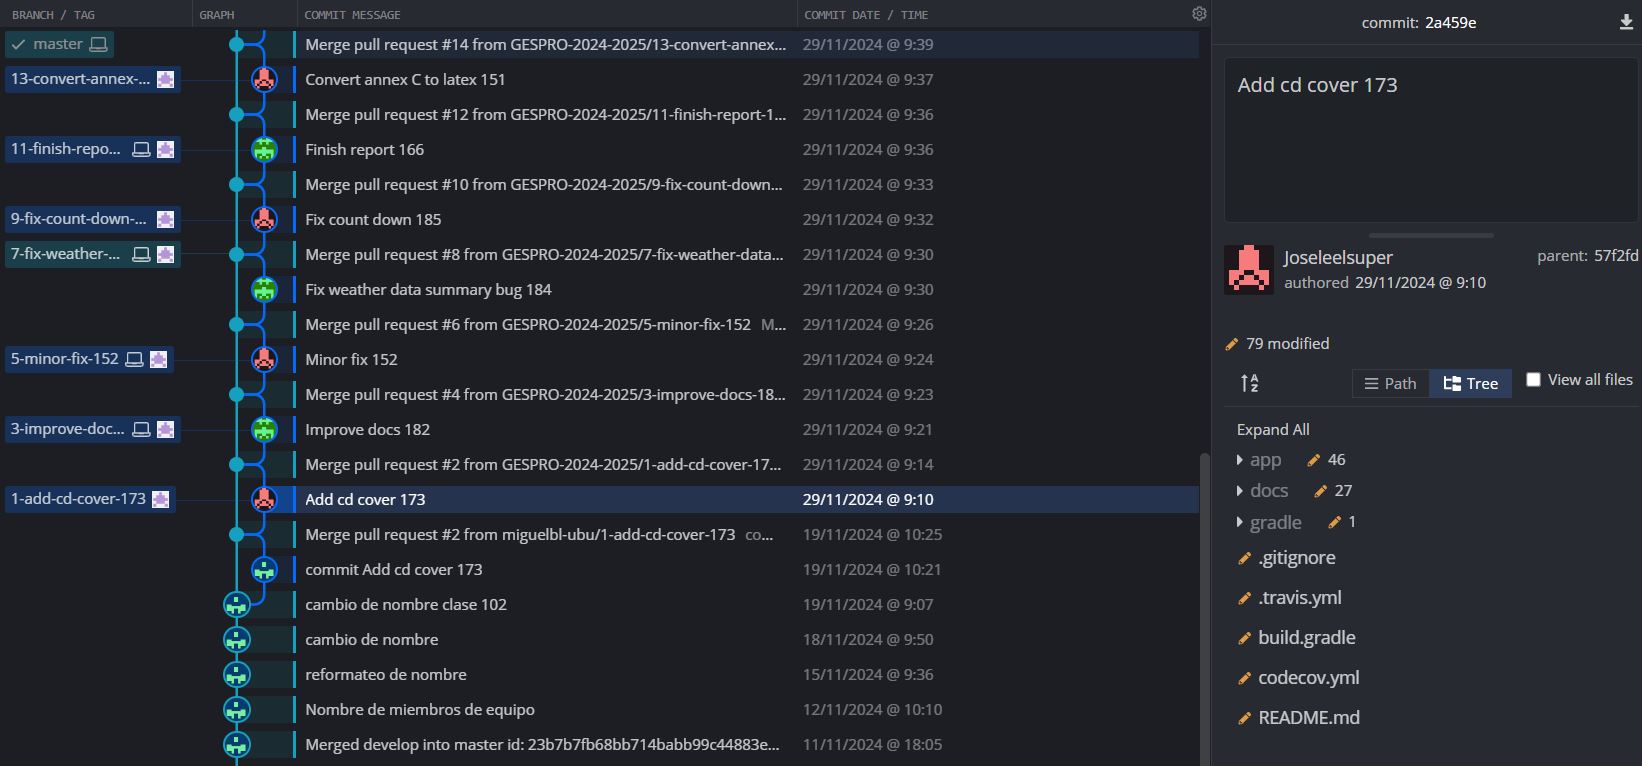 BRANCH / TAG GRAPH COMMIT MESSAGE COMMIT DATE / TIME
master Merge pull request #14 from GESPRO-2024-2025/13-convert-annex... 29/11/2024 @ 9:39
13-convert-annex-... Convert annex C to latex 151 29/11/2024 @ 9:37
Merge pull request #12 from GESPRO-2024-2025/11-finish-report-1... 29/11/2024 @ 9:36
11-finish-repo... Finish report 166 29/11/2024 @ 9:36
Merge pull request #10 from GESPRO-2024-2025/9-fix-count-down... 29/11/2024 @ 9:33
9-fix-count-down-... Fix count down 185 29/11/2024 @ 9:32
7-fix-weather-... Merge pull request #8 from GESPRO-2024-2025/7-fix-weather-data... 29/11/2024 @ 9:30
Fix weather data summary bug 184 29/11/2024 @ 9:30
Merge pull request #6 from GESPRO-2024-2025/5-minor-fix-152 M... 29/11/2024 @ 9:26
5-minor-fix-152 Minor fix 152 29/11/2024 @ 9:24
Merge pull request #4 from GESPRO-2024-2025/3-improve-docs-18... 29/11/2024 @ 9:23
3-improve-doc... Improve docs 182 29/11/2024 @ 9:21
Merge pull request #2 from GESPRO-2024-2025/1-add-cd-cover-17... 29/11/2024 @ 9:14
1-add-cd-cover-173 Add cd cover 173 29/11/2024 @ 9:10
Merge pull request #2 from miguelbl-ubu/1-add-cd-cover-173 co... 19/11/2024 @ 10:25
commit Add cd cover 173 19/11/2024 @ 10:21
cambio de nombre clase 102 19/11/2024 @ 9:07
cambio de nombre 18/11/2024 @ 9:50
reformateo de nombre 15/11/2024 @ 9:36
Nombre de miembros de equipo 12/11/2024 @ 10:10
Merged develop into master id: 23b7b7fb68bb714babb99c44883e... 11/11/2024 @ 18:05
commit: 2a459e
Add cd cover 173
Joseleelsuper parent: 57f2fd
authored 29/11/2024 @ 9:10
79 modified
A Z Path Tree View all files
Expand All
app 46
docs 27
gradle 1
.gitignore
.travis.yml
build.gradle
codecov.yml
README.md